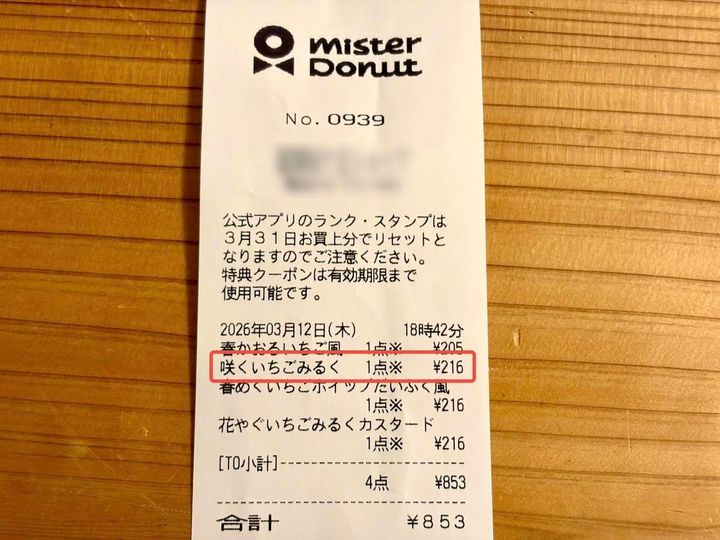 mister
Donut
No.0939
公式アプリのランク・スタンプは
3月31日お買上分でリセットと
なりますのでご注意ください。
特典クーポンは有効期限まで
使用可能です。
2026年03月12日(木) 18時42分
春かおるいちご風 1点※ ¥205
咲くいちごみるく 1点※ ¥216
春めくいちごホイップだいふく風
1点※ ¥216
花やぐいちごみるくカスタード
1点※ ¥216
[TO小計]
4点 ¥853
合計 ¥853